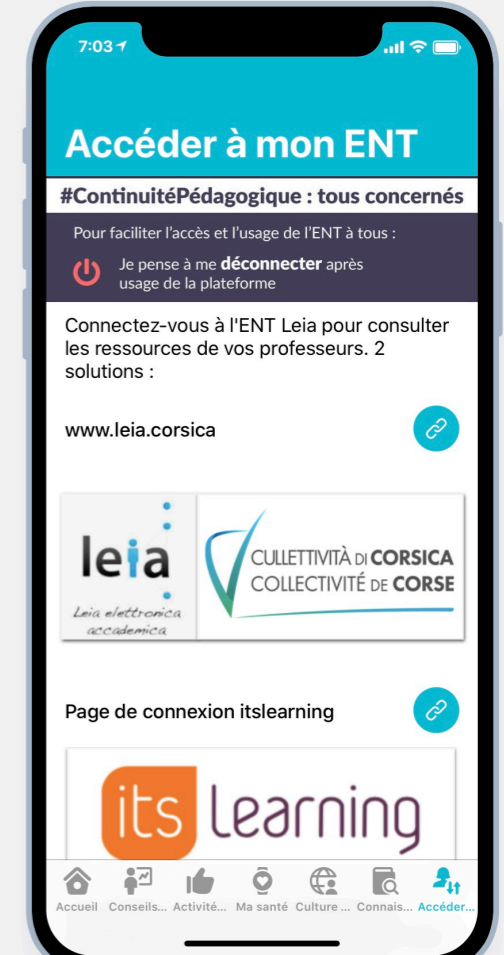 7:03
Accéder à mon ENT
#ContinuitéPédagogique : tous concernés
Pour faciliter l'accès et l'usage de l'ENT à tous :
Je pense à me déconnecter après
usage de la plateforme
Connectez-vous à l'ENT Leia pour consulter
les ressources de vos professeurs. 2
solutions :
www.leia.corsica
leia
Leia elettronica
accademica
CULLETTIVITÀ DI CORSICA
COLLECTIVITÉ DE CORSE
Page de connexion itslearning
its learning
Accueil Conseils... Activité... Ma santé Culture ... Connais... Accéder...